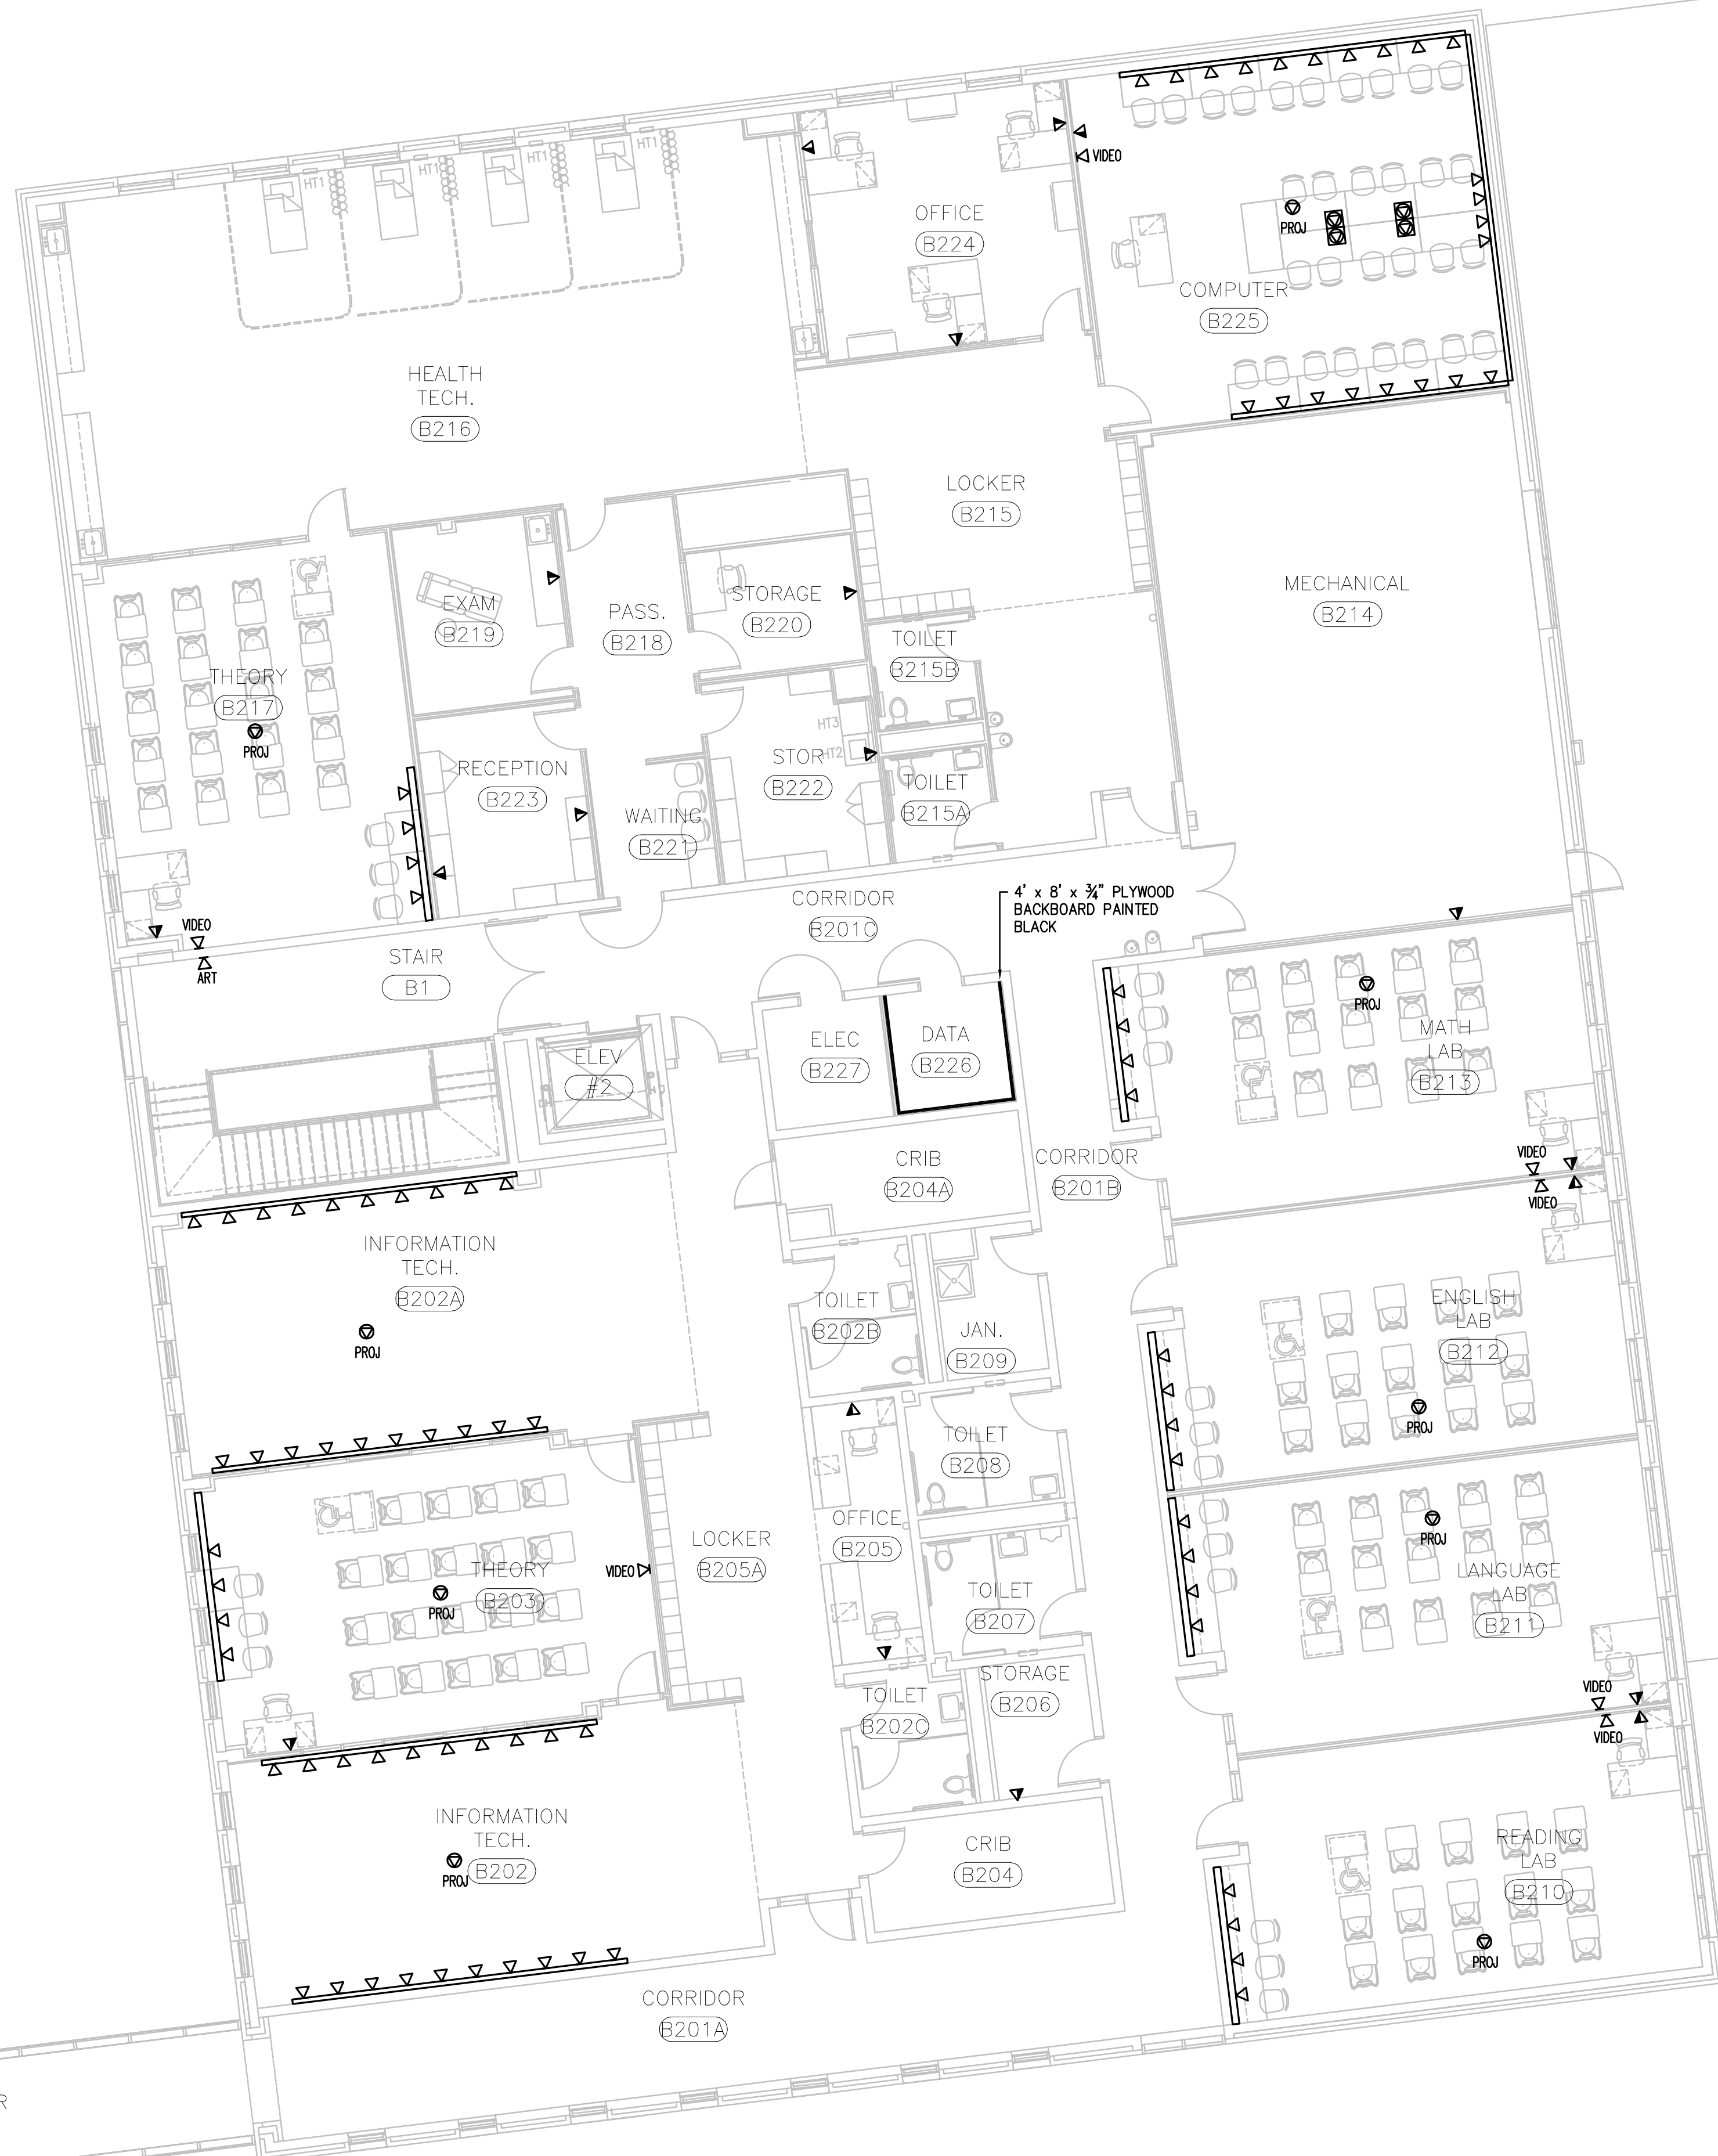 HT1
HT1
HT1
HT1
OFFICE
B224
VIDEO
PROJ
COMPUTER
B225
HEALTH
TECH.
B216
LOCKER
B215
MECHANICAL
B214
EXAM
B219
PASS.
B218
STORAGE
B220
TOILET
B215B
THEORY
B217
PROJ
HT3
HT2
STOR
B222
RECEPTION
B223
TOILET
B215A
WAITING
B221
VIDEO
ART
STAIR
B1
CORRIDOR
B201C
4' x 8' x ¾" PLYWOOD
BACKBOARD PAINTED
BLACK
PROJ
MATH
LAB
B213
ELEV
#2
ELEC
B227
DATA
B226
CRIB
B204A
CORRIDOR
B201B
VIDEO
VIDEO
INFORMATION
TECH.
B202A
PROJ
TOILET
B202B
JAN.
B209
ENGLISH
LAB
B212
PROJ
TOILET
B208
OFFICE
B205
LOCKER
B205A
THEORY
B203
PROJ
VIDEO
PROJ
LANGUAGE
LAB
B211
TOILET
B207
STORAGE
B206
TOILET
B202C
VIDEO
VIDEO
INFORMATION
TECH.
B202
PROJ
CRIB
B204
READING
LAB
B210
PROJ
CORRIDOR
B201A
R